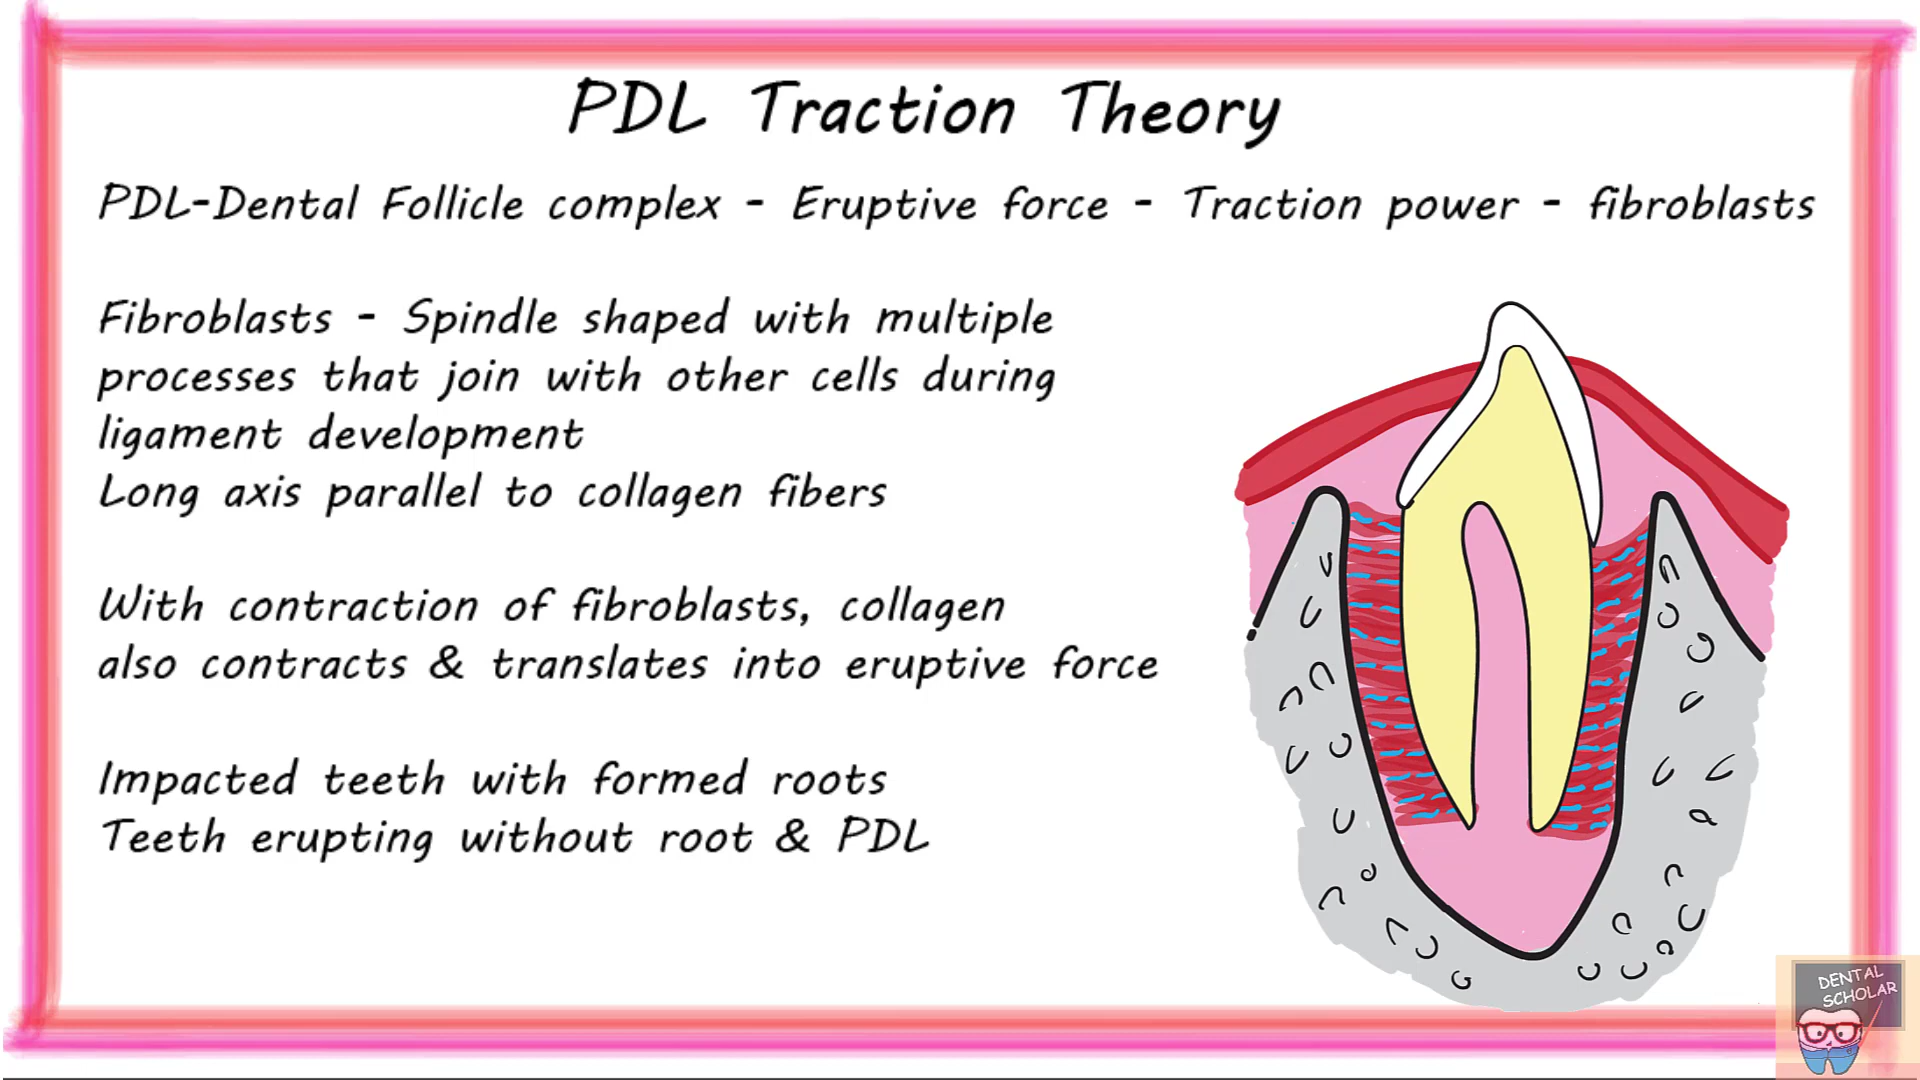 PDL Traction Theory
PDL-Dental Follicle complex - Eruptive force - Traction power - fibroblasts
Fibroblasts - Spindle shaped with multiple
processes that join with other cells during
ligament development
Long axis parallel to collagen fibers
With contraction of fibroblasts, collagen
also contracts & translates into eruptive force
Impacted teeth with formed roots
Teeth erupting without root & PDL
DENTAL
SCHOLAR